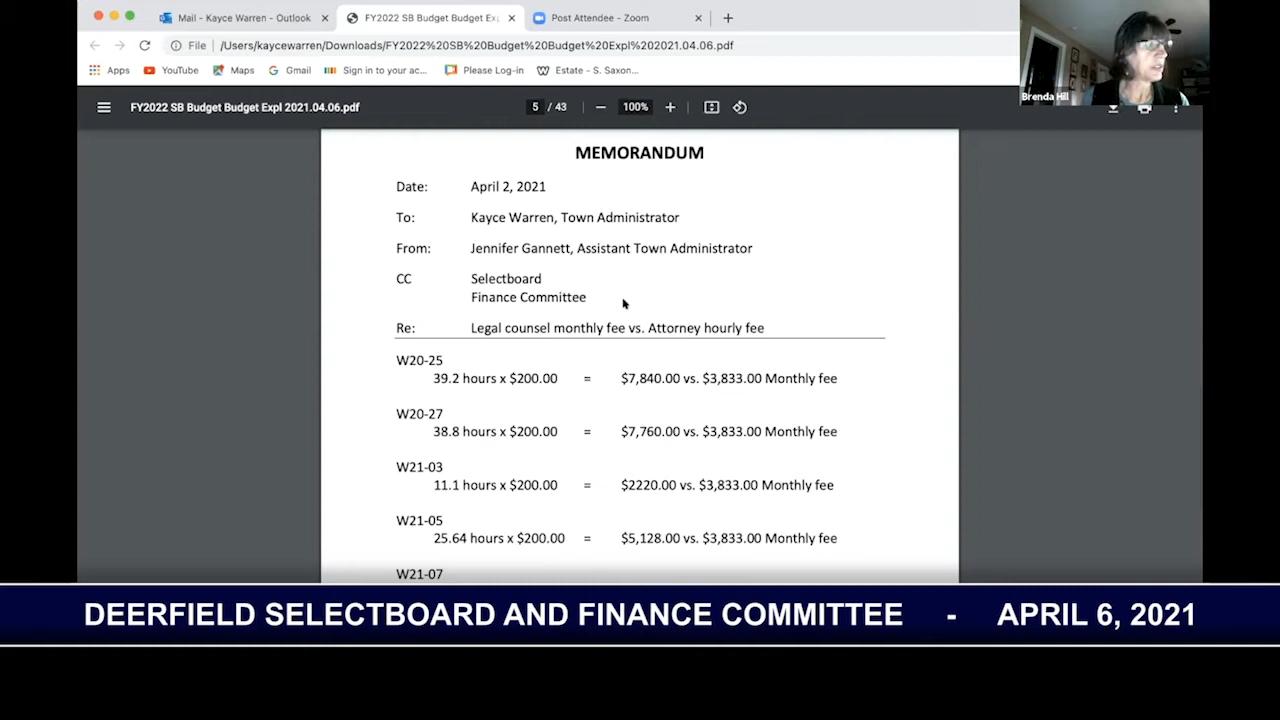 Mail - Kayce Warren - Outlook
FY2022 SB Budget Budget Exp
Post Attendee - Zoom
File /Users/kaycewarren/Downloads/FY2022%20SB%20Budget%20Budget%20Expl%202021.04.06.pdf
Apps YouTube Maps Gmail Sign in to your ac... Please Log-in Estate - S. Saxon...
Brenda Hill
FY2022 SB Budget Budget Expl 2021.04.06.pdf 5 / 43 100%
MEMORANDUM
Date: April 2, 2021
To: Kayce Warren, Town Administrator
From: Jennifer Gannett, Assistant Town Administrator
CC Selectboard
Finance Committee
Re: Legal counsel monthly fee vs. Attorney hourly fee
W20-25
39.2 hours x $200.00 = $7,840.00 vs. $3,833.00 Monthly fee
W20-27
38.8 hours x $200.00 = $7,760.00 vs. $3,833.00 Monthly fee
W21-03
11.1 hours x $200.00 = $2220.00 vs. $3,833.00 Monthly fee
W21-05
25.64 hours x $200.00 = $5,128.00 vs. $3,833.00 Monthly fee
W21-07
DEERFIELD SELECTBOARD AND FINANCE COMMITTEE - APRIL 6, 2021